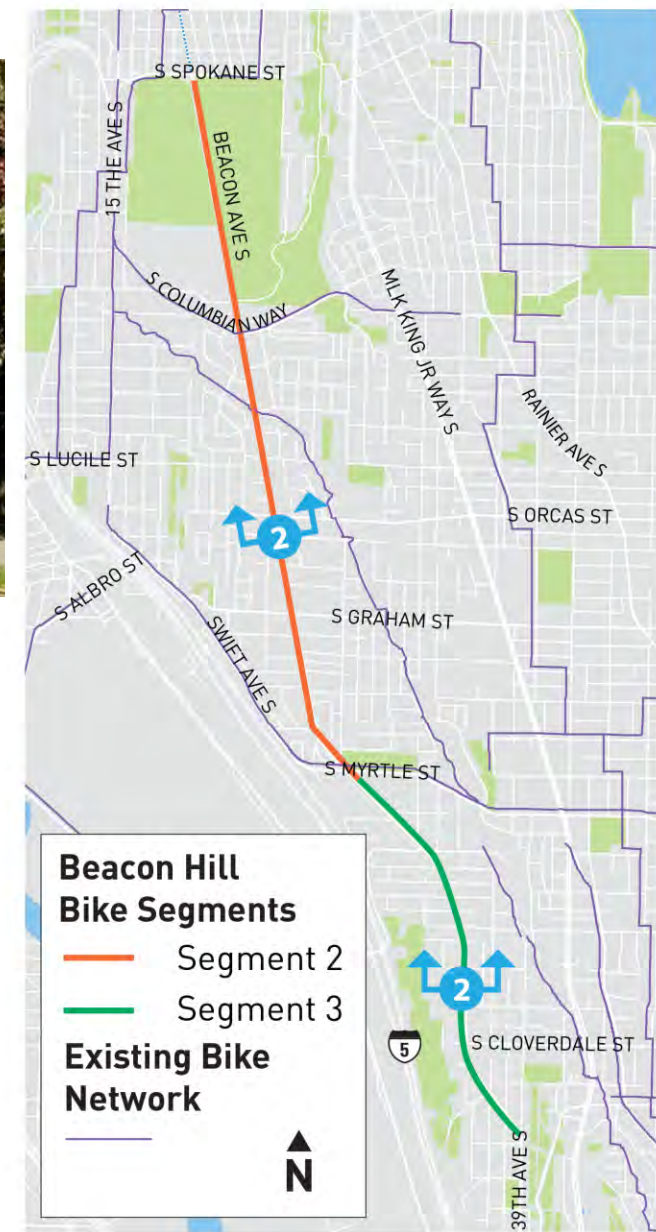 S SPOKANE ST
15 THE AVE S
BEACON AVE S
S COLUMBIAN WAY
MLK KING JR WAY S
RAINIER AVE S
S LUCILE ST
S ORCAS ST
2
S ALBRO ST
S GRAHAM ST
SWIFT AVE S
S MYRTLE ST
Beacon Hill
Bike Segments
Segment 2
Segment 3
Existing Bike
Network
N
2
5
S CLOVERDALE ST
39TH AVE S